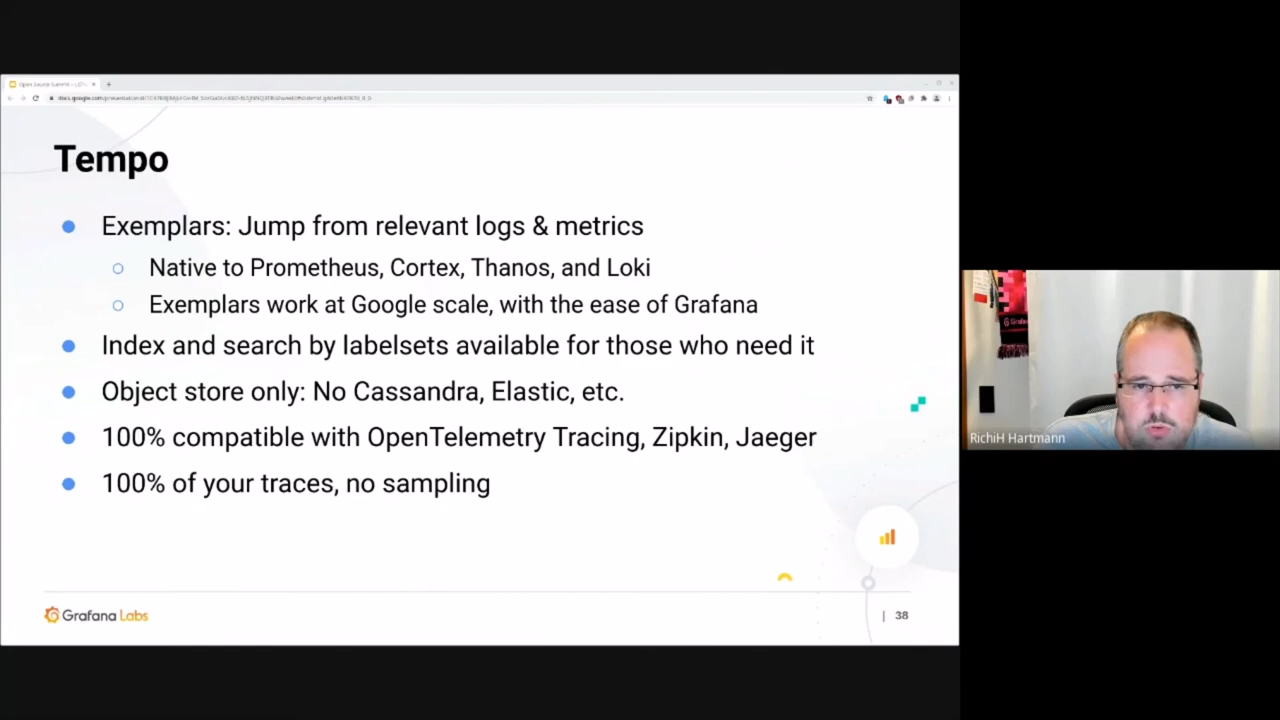 Tempo
Exemplars: Jump from relevant logs & metrics
Native to Prometheus, Cortex, Thanos, and Loki
Exemplars work at Google scale, with the ease of Grafana
Index and search by labelsets available for those who need it
Object store only: No Cassandra, Elastic, etc.
100% compatible with OpenTelemetry Tracing, Zipkin, Jaeger
100% of your traces, no sampling
Grafana Labs
| 38
RichiH Hartmann